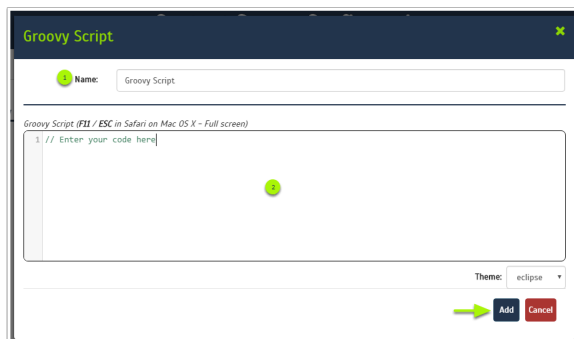 Groovy Script
1 Name: Groovy Script
Groovy Script (F11 / ESC in Safari on Mac OS X - Full screen)
1 // Enter your code here
2
Theme: eclipse
Add Cancel